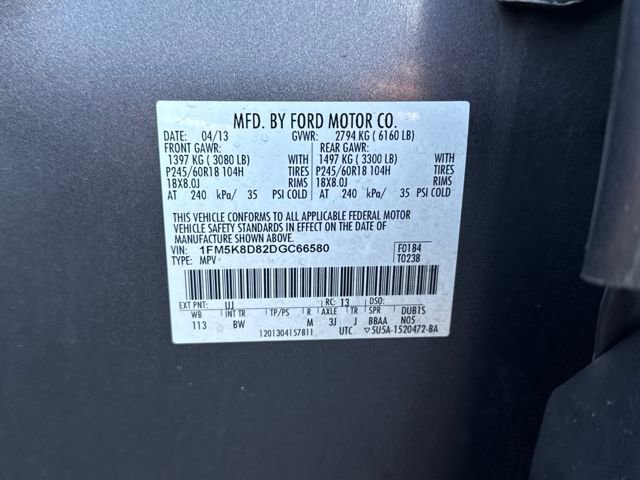 MFD. BY FORD MOTOR CO.
DATE: 04/13 GVWR: 2794 KG ( 6160 LB)
FRONT GAWR: REAR GAWR:
1397 KG ( 3080 LB) WITH 1497 KG ( 3300 LB) WITH
P245/60R18 104H TIRES P245/60R18 104H TIRES
18X8.0J RIMS 18X8.0J RIMS
AT 240 kPa/ 35 PSI COLD AT 240 kPa/ 35 PSI COLD
THIS VEHICLE CONFORMS TO ALL APPLICABLE FEDERAL MOTOR
VEHICLE SAFETY STANDARDS IN EFFECT ON THE DATE OF
MANUFACTURE SHOWN ABOVE.
VIN: 1FM5K8D82DGC66580 F0184
TYPE: MPV T0238
EXT PNT: UJ RC: 13 DSO:
WB INT TR TP/PS R AXLE TR SPR DUBTS
113 BW M 3J J BBAA N05
1201304157811 UTC ▽5U5A-1520472-BA